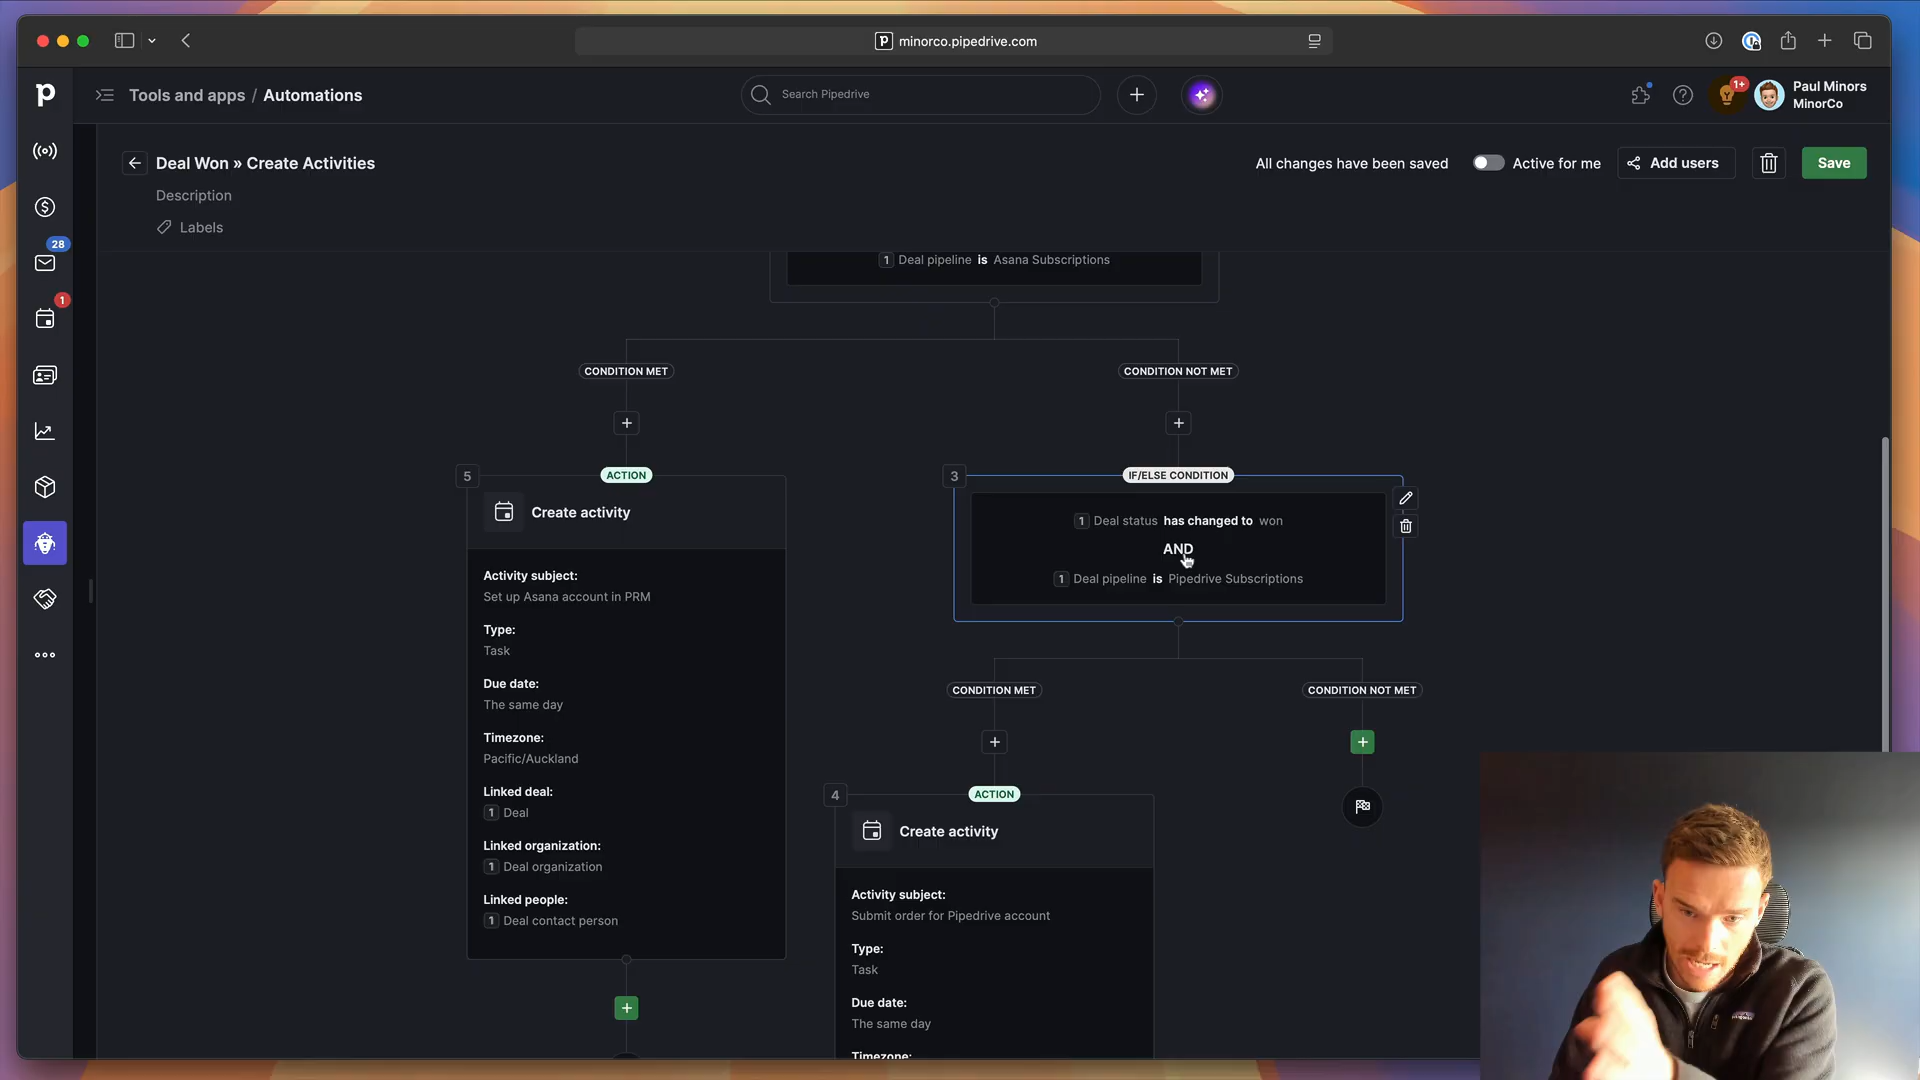 minorco.pipedrive.com
Tools and apps / Automations
Search Pipedrive
1+
Paul Minors
MinorCo
Deal Won » Create Activities
All changes have been saved
Active for me
Add users
Save
Description
Labels
28
1
1 Deal pipeline is Asana Subscriptions
CONDITION MET
CONDITION NOT MET
5
ACTION
Create activity
Activity subject:
Set up Asana account in PRM
Type:
Task
Due date:
The same day
Timezone:
Pacific/Auckland
Linked deal:
1 Deal
Linked organization:
1 Deal organization
Linked people:
1 Deal contact person
3
IF/ELSE CONDITION
1 Deal status has changed to won
AND
1 Deal pipeline is Pipedrive Subscriptions
CONDITION MET
CONDITION NOT MET
4
ACTION
Create activity
Activity subject:
Submit order for Pipedrive account
Type:
Task
Due date:
The same day
Timezone: